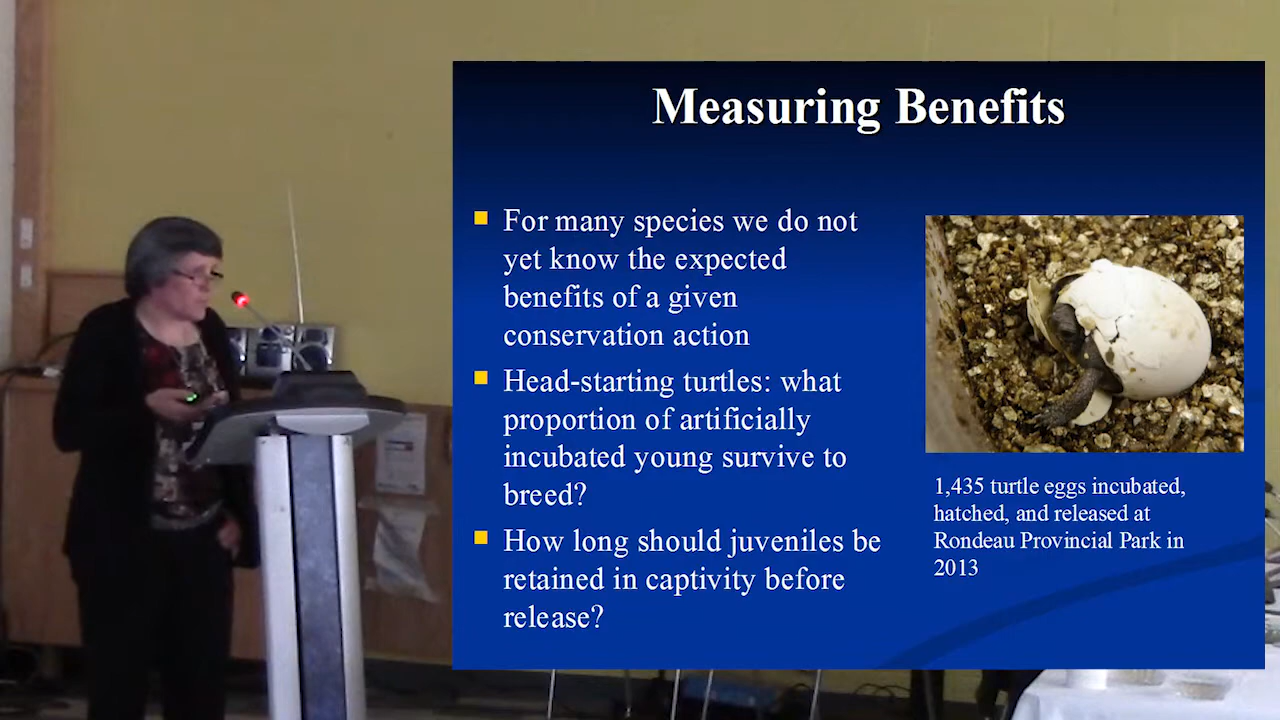 Measuring Benefits
For many species we do not
yet know the expected
benefits of a given
conservation action
Head-starting turtles: what
proportion of artificially
incubated young survive to
breed?
How long should juveniles be
retained in captivity before
release?
1,435 turtle eggs incubated,
hatched, and released at
Rondeau Provincial Park in
2013